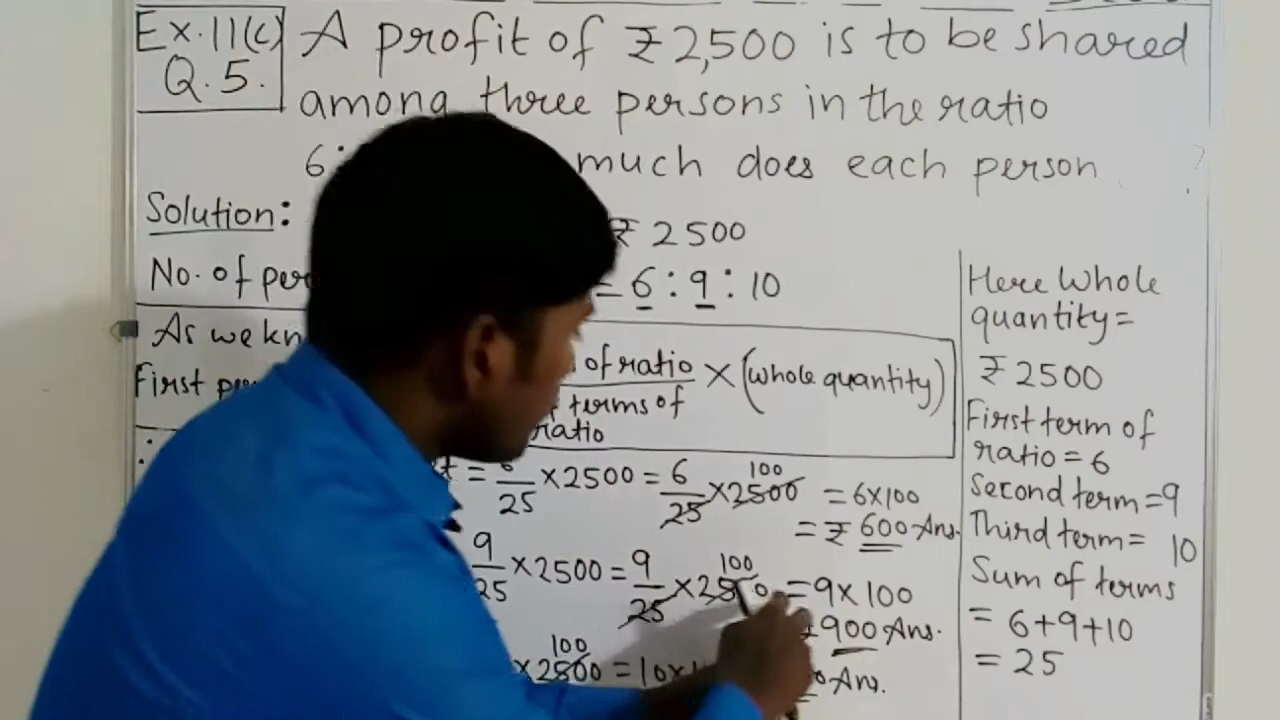 Ex.11(c) A profit of ₹2,500 is to be shared
Q.5. among three persons in the ratio
6: much does each person ?
Solution: ₹ 2500
No. of per = 6 : 9 : 10
As we kn
First of ratio × (whole quantity)
terms of
ratio
= /25 ×2500 = 6/25 ×2500 100 = 6×100
= ₹ 600 Ans.
9/25 ×2500 = 9/25 × 100 = 9×100
900 Ans.
×2500 100 = 10×
Ans.
Here Whole
quantity=
₹ 2500
First term of
ratio = 6
Second term =9
Third term = 10
Sum of terms
= 6+9+10
= 25